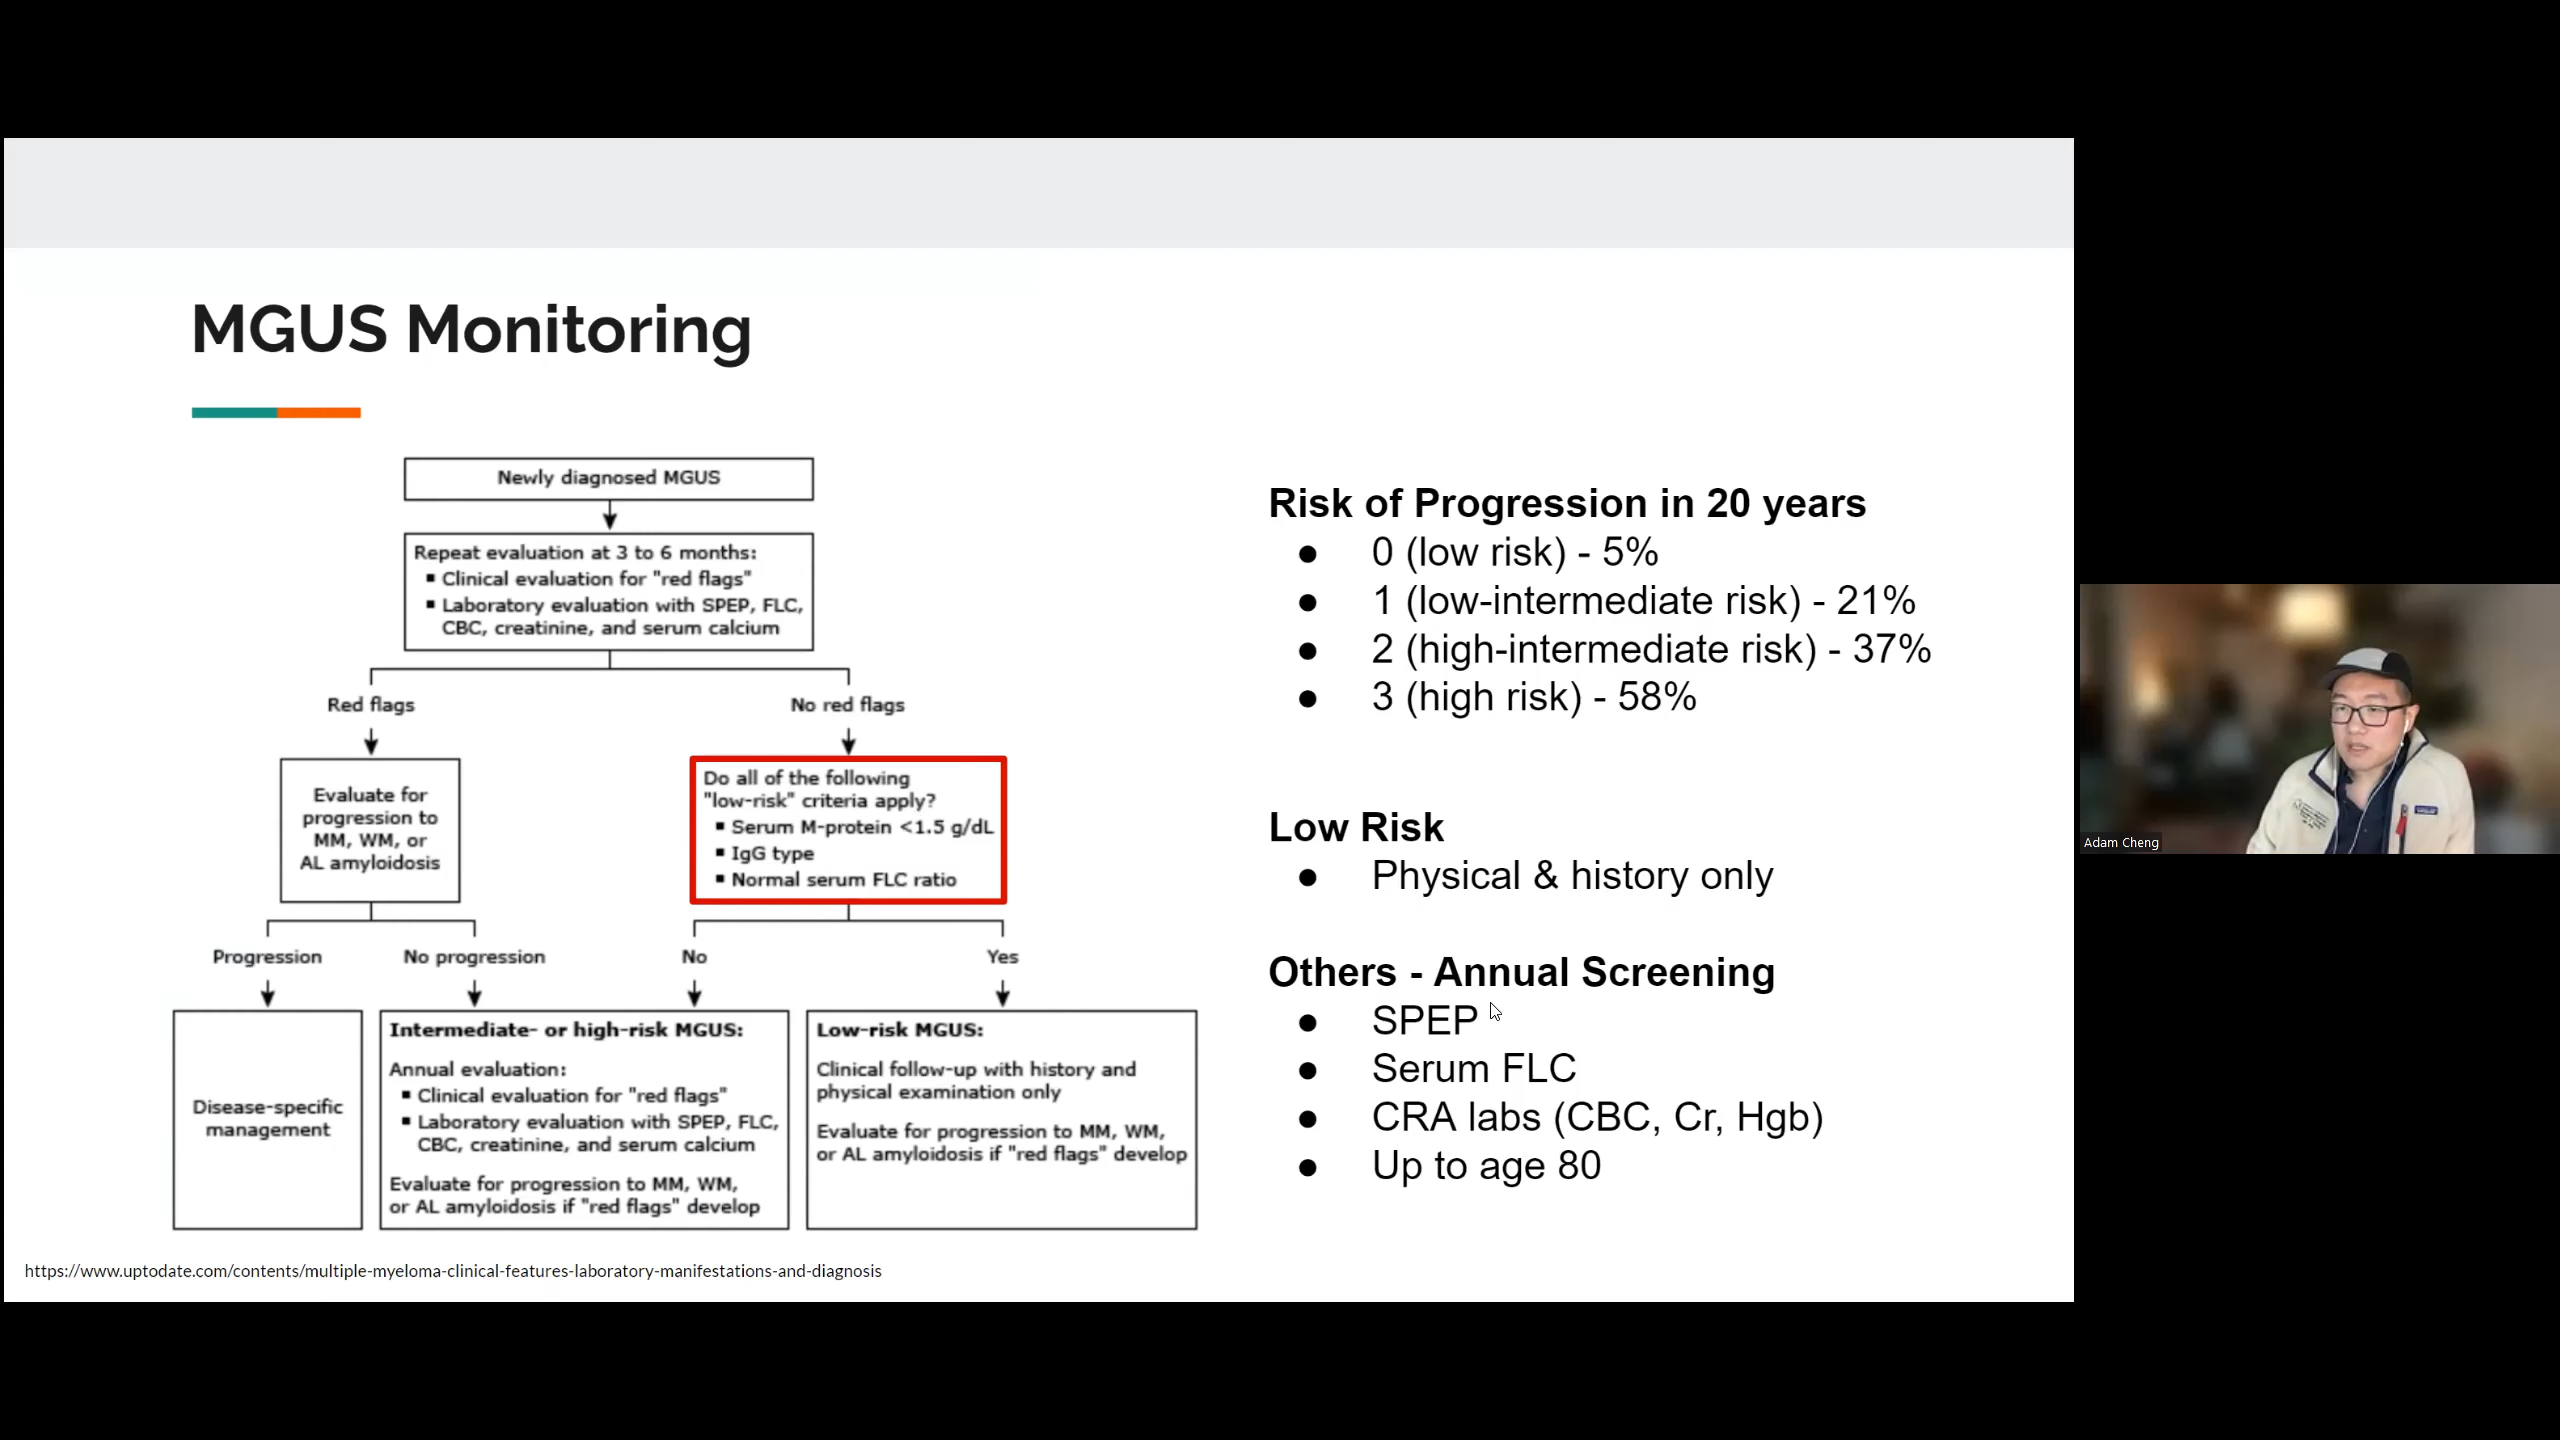 MGUS Monitoring
Newly diagnosed MGUS
Repeat evaluation at 3 to 6 months:
▪ Clinical evaluation for "red flags"
▪ Laboratory evaluation with SPEP, FLC,
CBC, creatinine, and serum calcium
Red flags
No red flags
Evaluate for
progression to
MM, WM, or
AL amyloidosis
Do all of the following
"low-risk" criteria apply?
▪ Serum M-protein <1.5 g/dL
▪ IgG type
▪ Normal serum FLC ratio
Progression
No progression
No
Yes
Disease-specific
management
Intermediate- or high-risk MGUS:
Annual evaluation:
▪ Clinical evaluation for "red flags"
▪ Laboratory evaluation with SPEP, FLC,
CBC, creatinine, and serum calcium
Evaluate for progression to MM, WM,
or AL amyloidosis if "red flags" develop
Low-risk MGUS:
Clinical follow-up with history and
physical examination only
Evaluate for progression to MM, WM,
or AL amyloidosis if "red flags" develop
https://www.uptodate.com/contents/multiple-myeloma-clinical-features-laboratory-manifestations-and-diagnosis
Risk of Progression in 20 years
● 0 (low risk) - 5%
● 1 (low-intermediate risk) - 21%
● 2 (high-intermediate risk) - 37%
● 3 (high risk) - 58%
Low Risk
● Physical & history only
Others - Annual Screening
● SPEP
● Serum FLC
● CRA labs (CBC, Cr, Hgb)
● Up to age 80
Adam Cheng